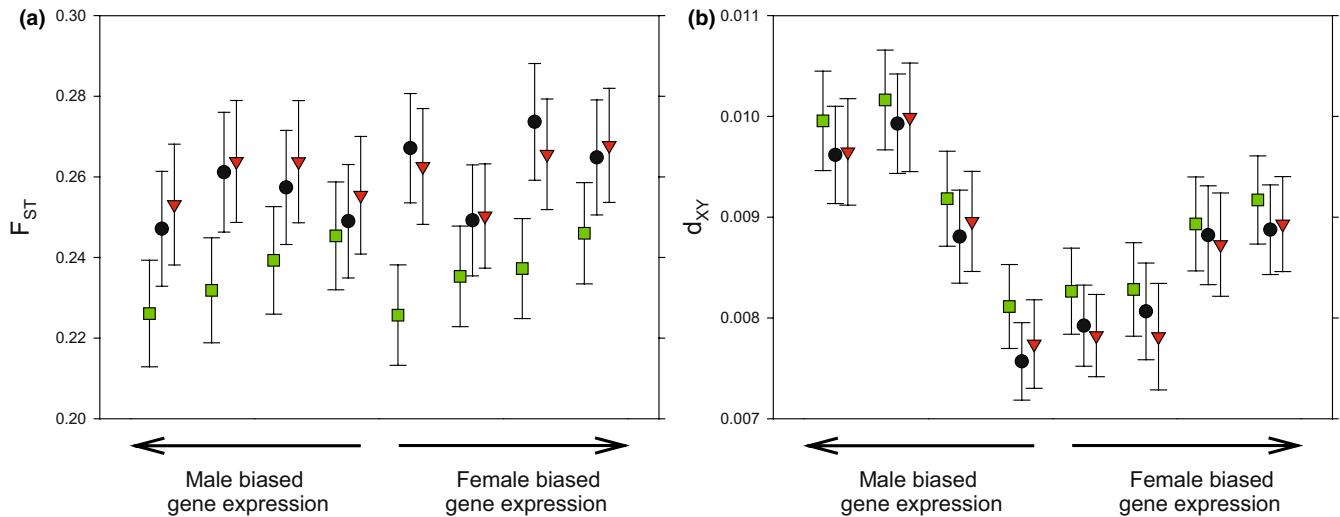 (a)
0.30
0.28
0.26
0.24
0.22
0.20
FST
Male biased
gene expression
Female biased
gene expression
(b)
0.011
0.010
0.009
0.008
0.007
dXY
Male biased
gene expression
Female biased
gene expression